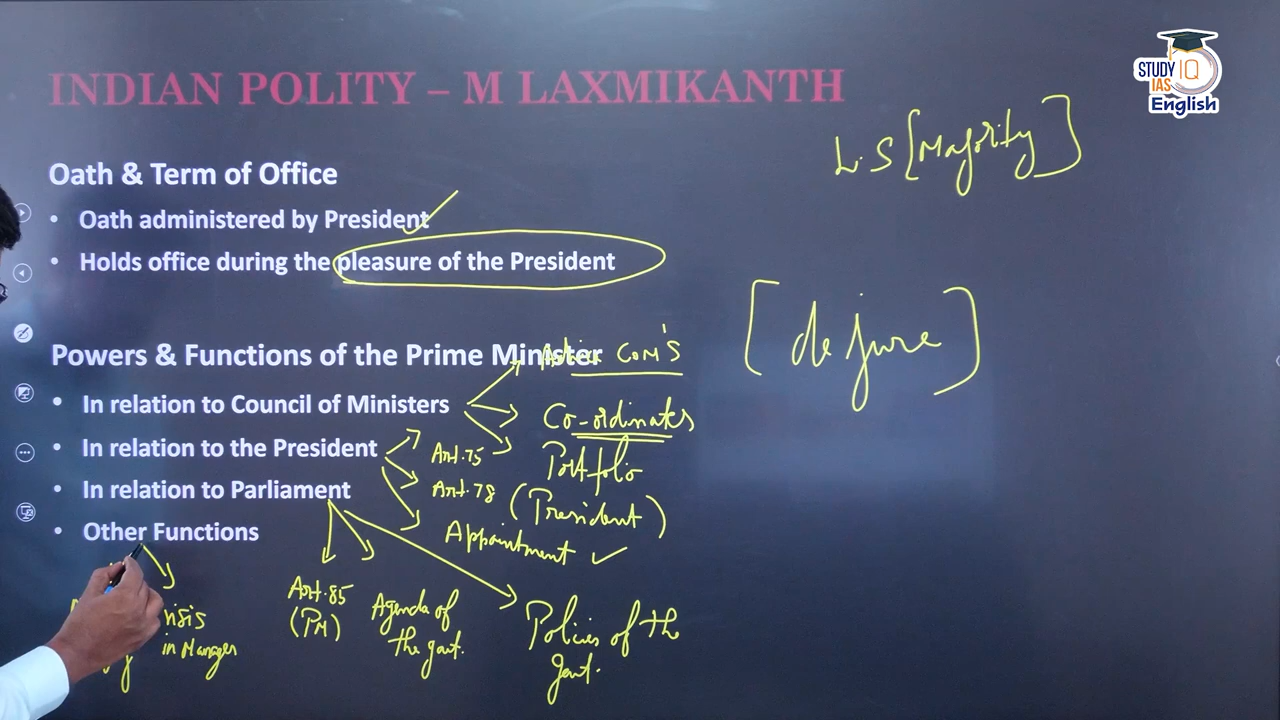 INDIAN POLITY – M LAXMIKANTH
STUDY IQ
IAS
English
L.S [Majority]
Oath & Term of Office
• Oath administered by President
• Holds office during the pleasure of the President
[de jure]
Powers & Functions of the Prime Minister
COM's
• In relation to Council of Ministers
Co-ordinates
• In relation to the President
Art.75
Portfolio
• In relation to Parliament
Art.78
(President)
• Other Functions
Appointment ✓
Art.85
(PM)
Agenda of
the govt.
Policies of th
govt.
in Manager